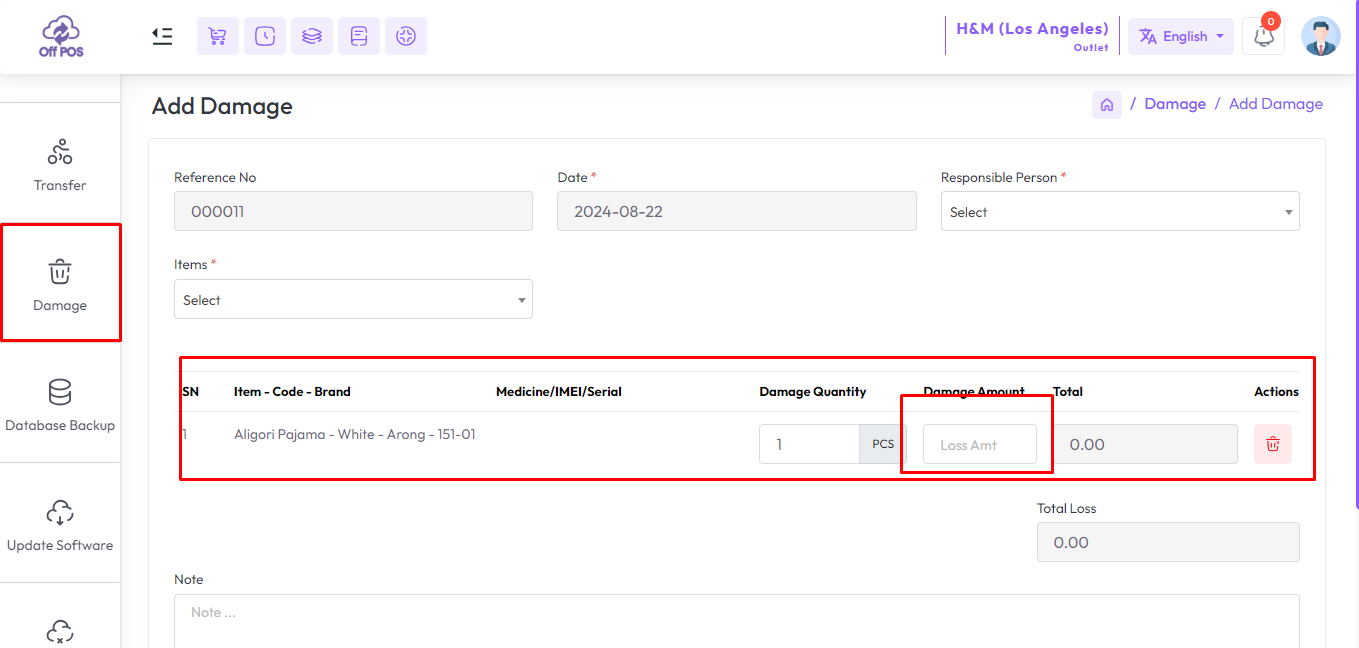 Off POS
H&M (Los Angeles)
Outlet
English
0
Add Damage
/ Damage / Add Damage
Transfer
Damage
Database Backup
Update Software
Reference No
000011
Date *
2024-08-22
Responsible Person *
Select
Items *
Select
SN Item - Code - Brand Medicine/IMEI/Serial Damage Quantity Damage Amount Total Actions
1 Aligori Pajama - White - Arong - 151-01 1 PCS Loss Amt 0.00
Total Loss
0.00
Note
Note ...